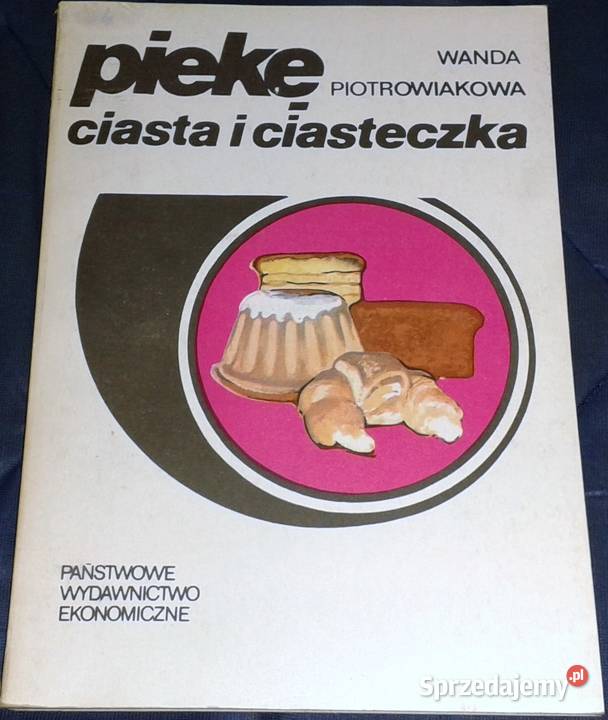 piekę
WANDA
PIOTROWIAKOWA
ciasta i ciasteczka
PAŃSTWOWE
WYDAWNICTWO
EKONOMICZNE
Sprzedajemy.pl